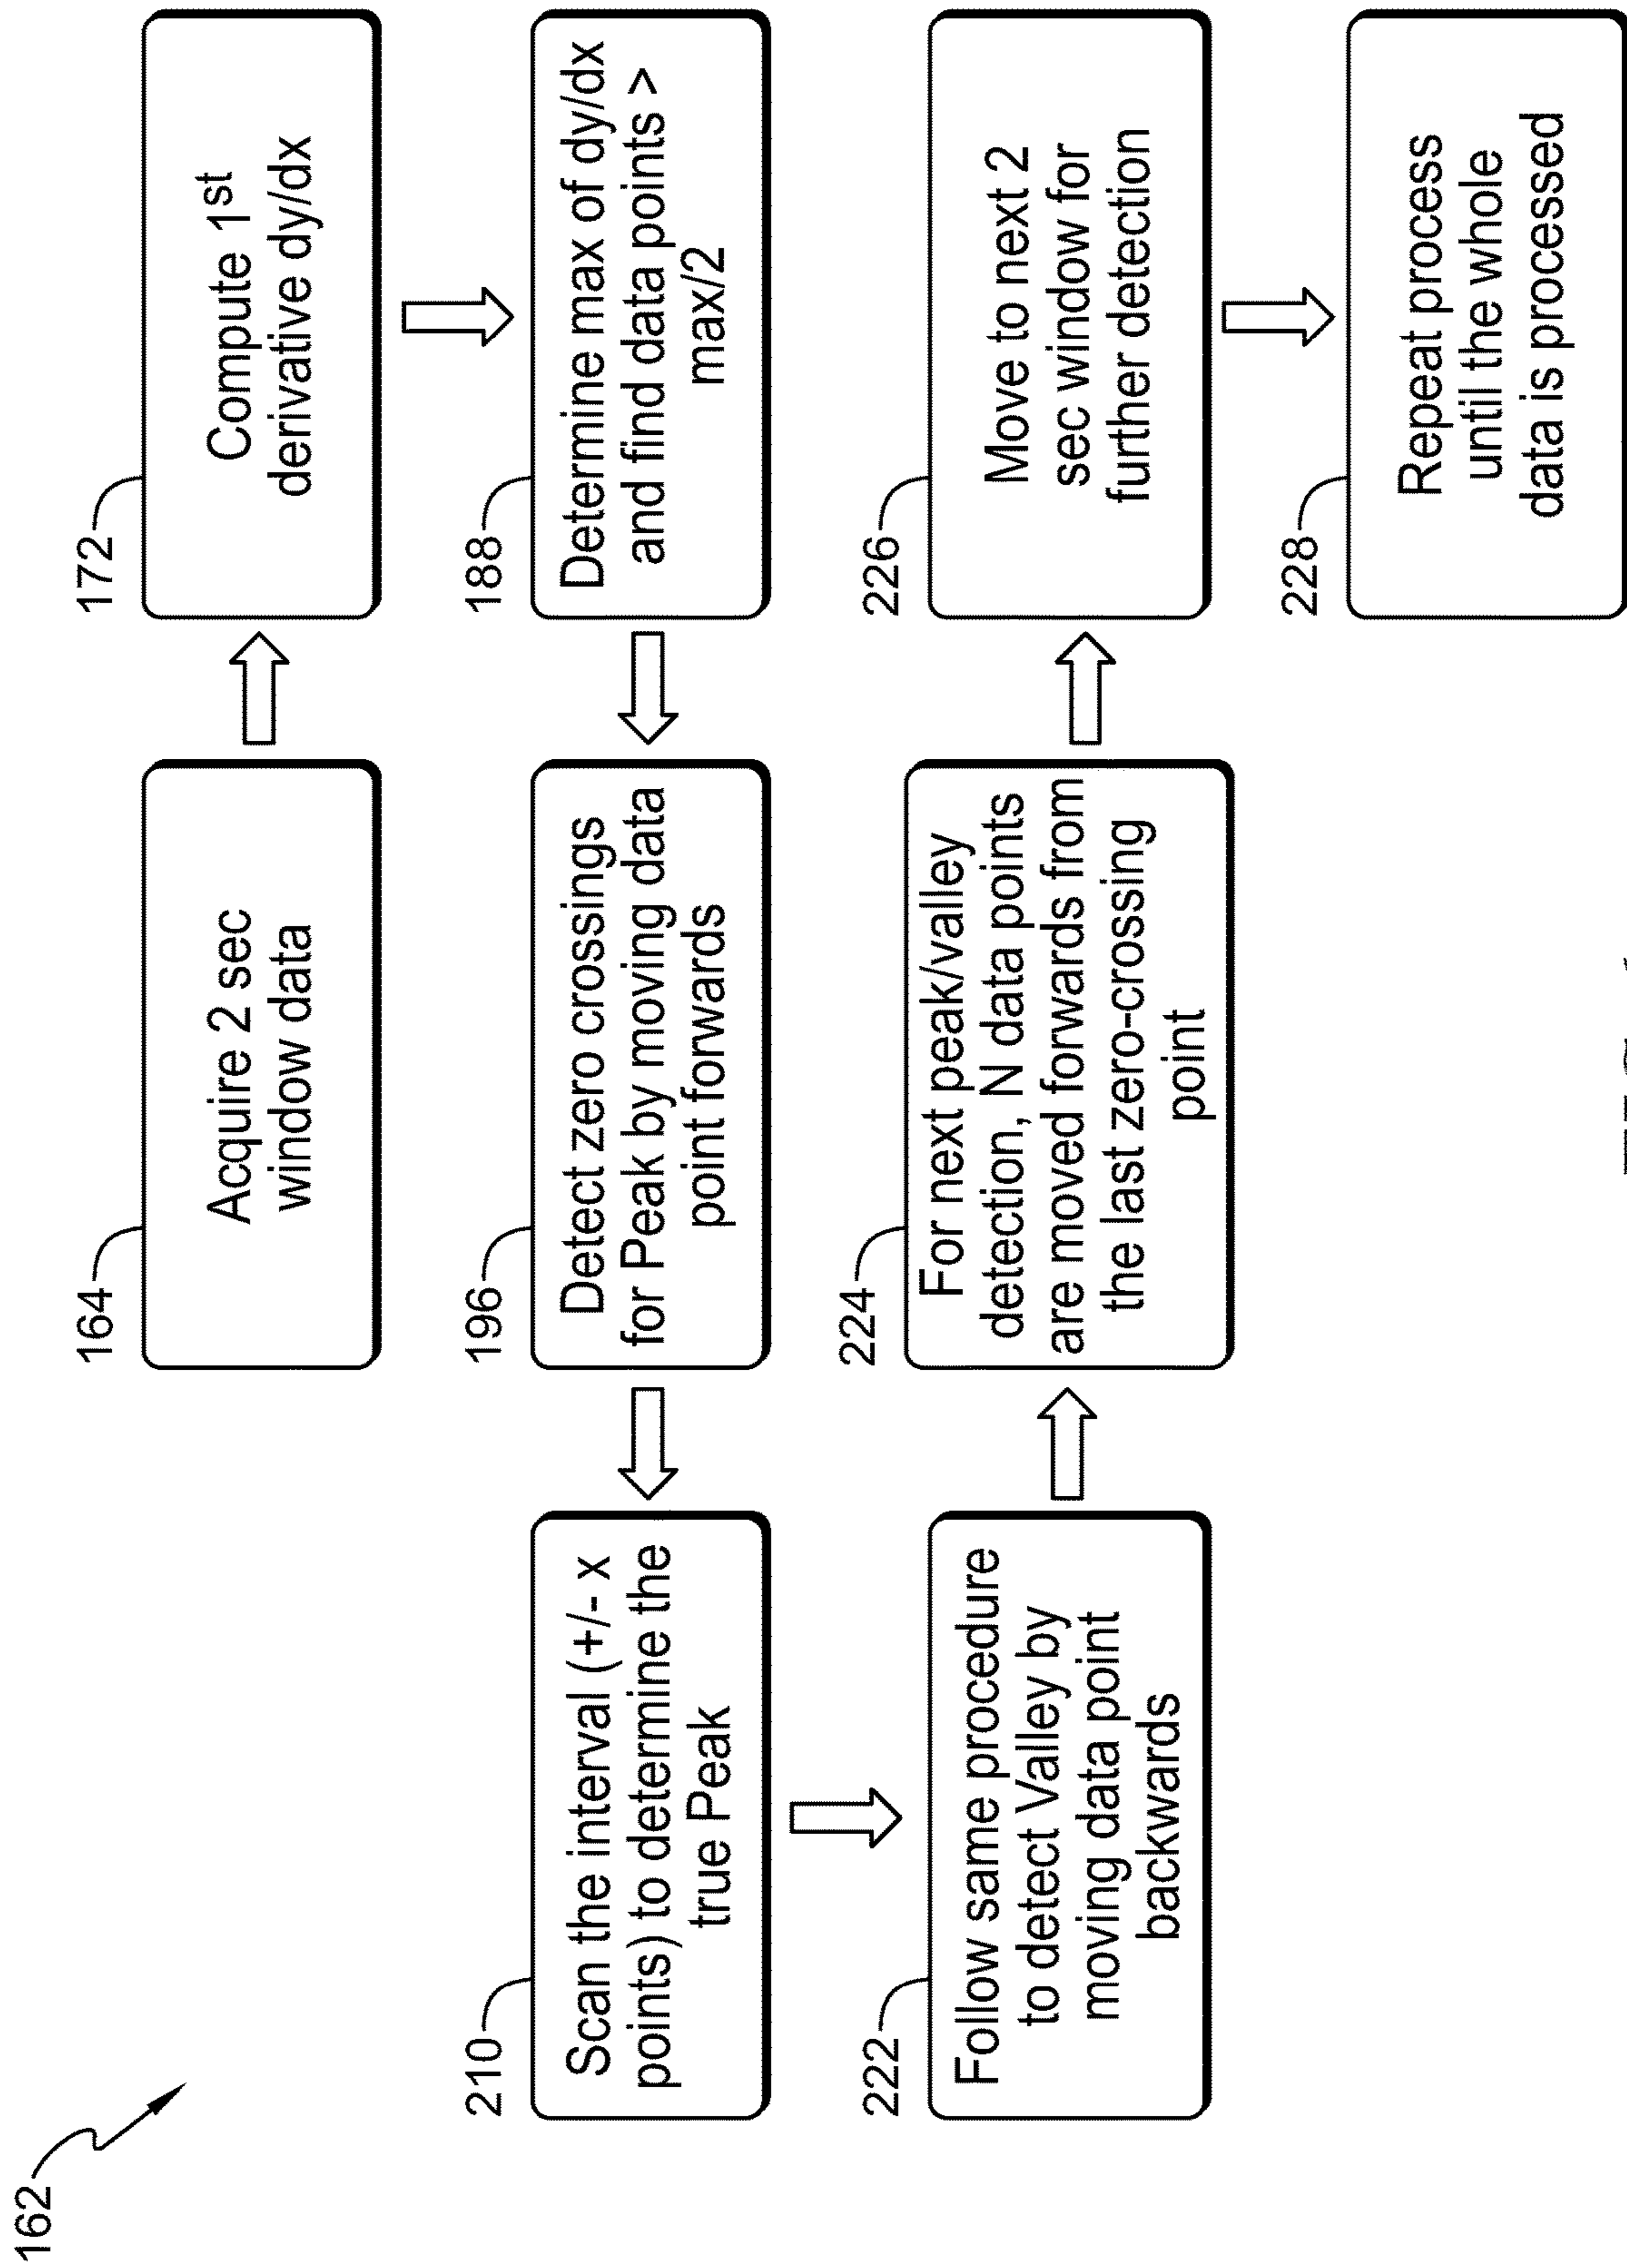 162
164
Acquire 2 sec
window data
172
Compute 1st
derivative dy/dx
188
Determine max of dy/dx
and find data points >
max/2
196
Detect zero crossings
for Peak by moving data
point forwards
210
Scan the interval (+/- x
points) to determine the
true Peak
222
Follow same procedure
to detect Valley by
moving data point
backwards
224
For next peak/valley
detection, N data points
are moved forwards from
the last zero-crossing
point
226
Move to next 2
sec window for
further detection
228
Repeat process
until the whole
data is processed